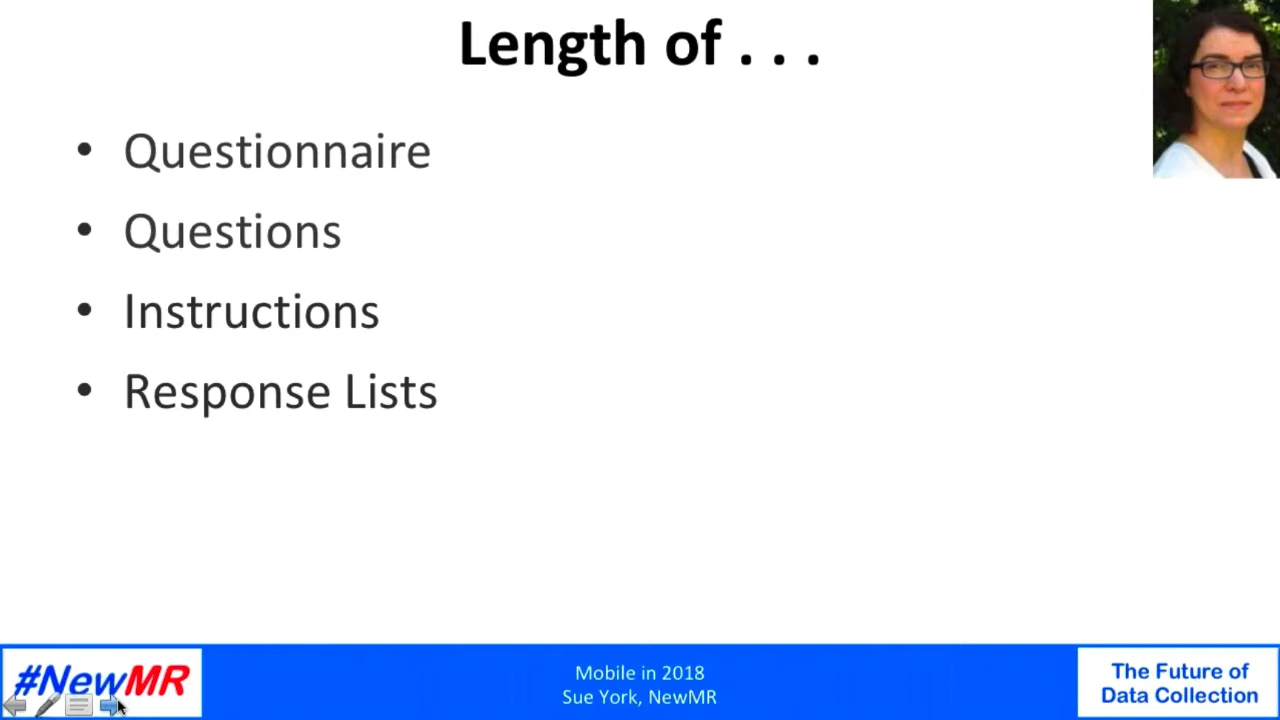 Length of . . .
• Questionnaire
• Questions
• Instructions
• Response Lists
#NewMR
Mobile in 2018
Sue York, NewMR
The Future of
Data Collection